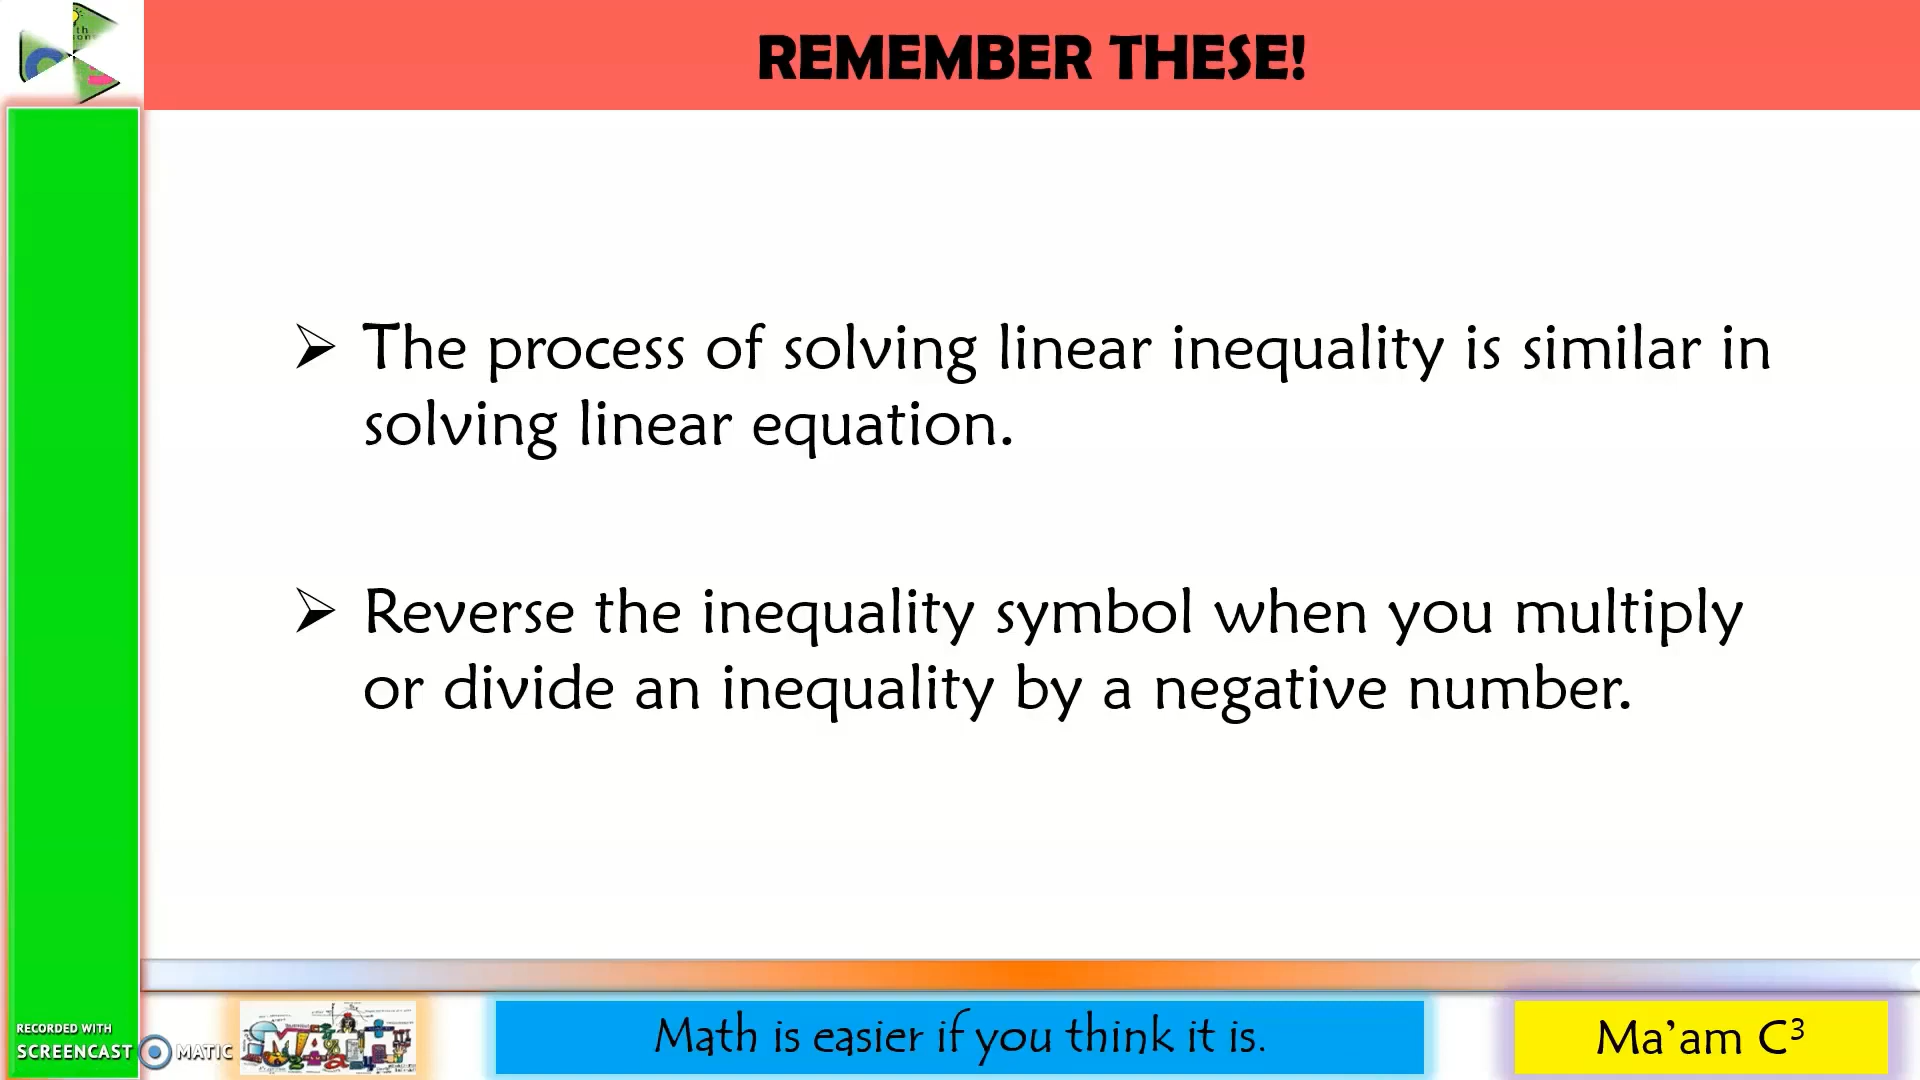 REMEMBER THESE!
➢ The process of solving linear inequality is similar in
solving linear equation.
➢ Reverse the inequality symbol when you multiply
or divide an inequality by a negative number.
RECORDED WITH
SCREENCAST MATIC
MATH
Math is easier if you think it is.
Ma'am C³